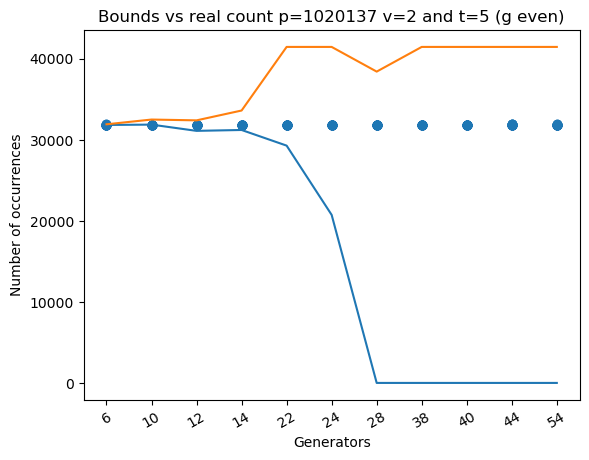 Bounds vs real count p=1020137 v=2 and t=5 (g even)
Number of occurrences
40000
30000
20000
10000
0
6 10 12 14 22 24 28 38 40 44 54
Generators